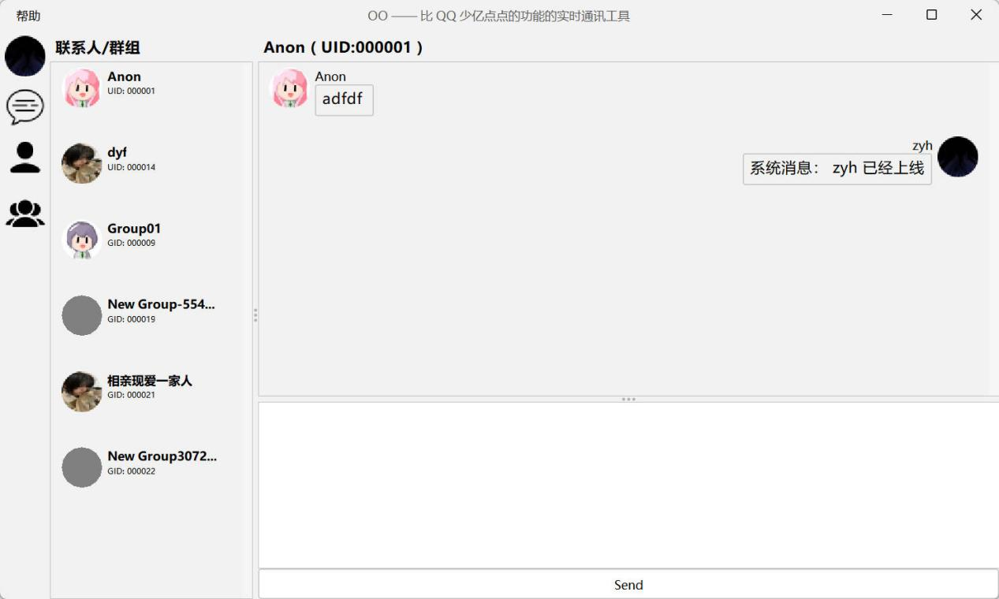 帮助
OO —— 比 QQ 少亿点点的功能的实时通讯工具
联系人/群组
Anon
UID: 000001
dyf
UID: 000014
Group01
GID: 000009
New Group-554...
GID: 000019
相亲现爱一家人
GID: 000021
New Group3072...
GID: 000022
Anon ( UID:000001 )
Anon
adfdf
zyh
系统消息： zyh 已经上线
Send